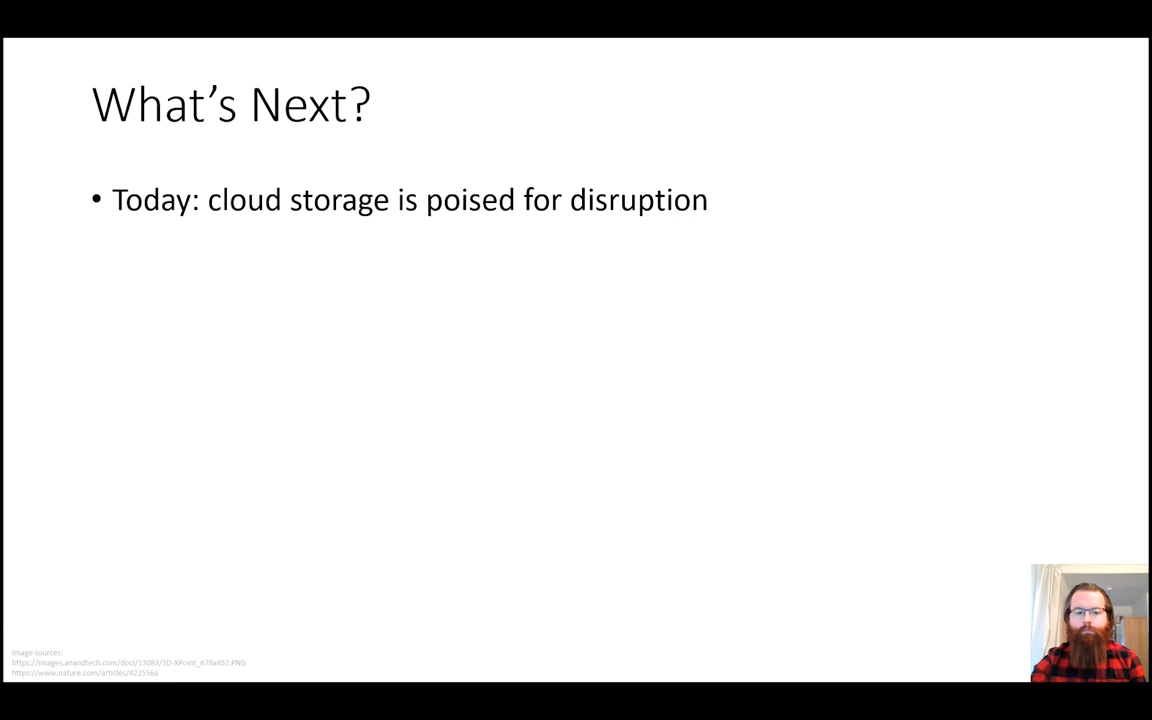 What's Next?
• Today: cloud storage is poised for disruption
Image sources:
https://images.anandtech.com/doci/13083/3D-XPoint_678x452.PNG
https://www.nature.com/articles/422556a